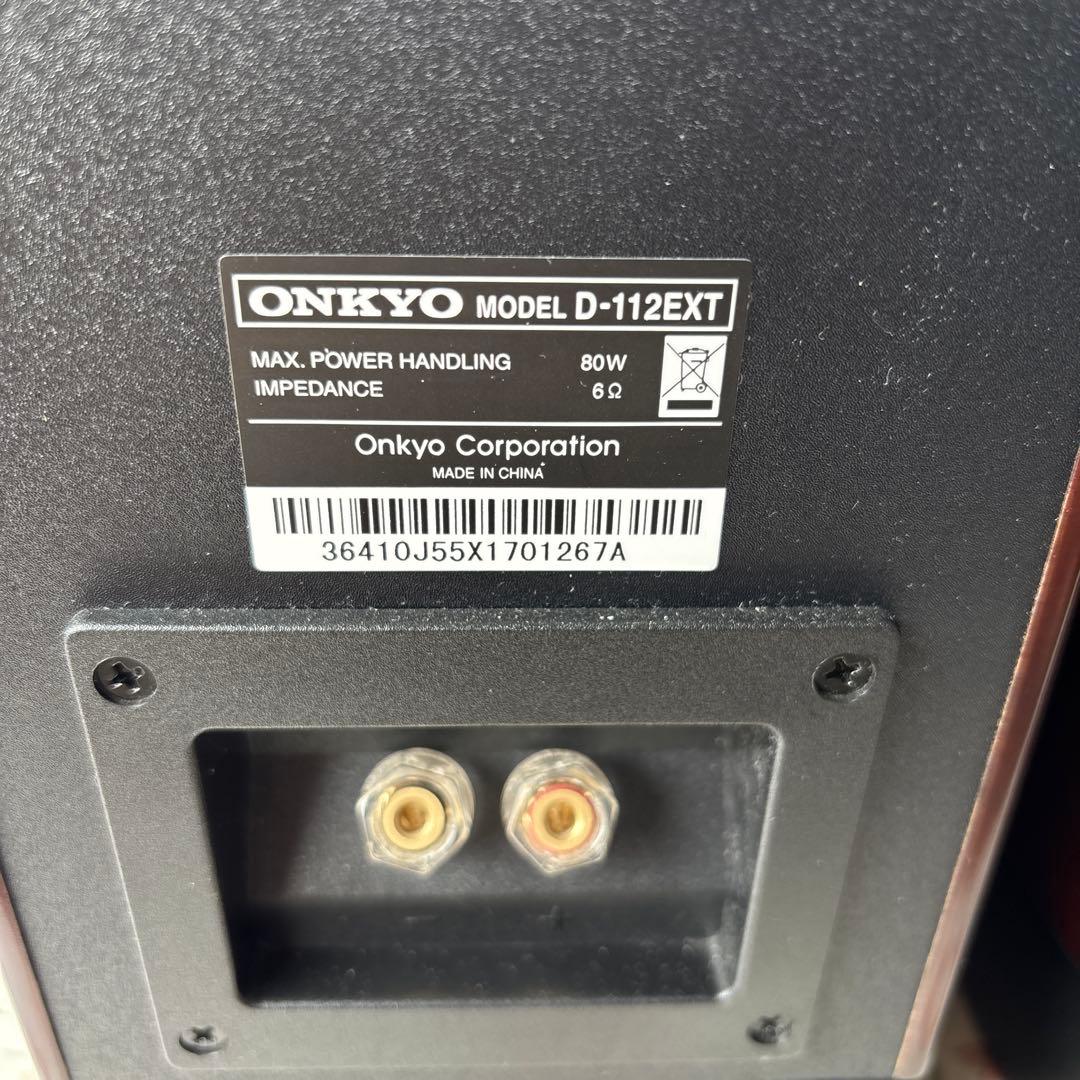 ONKYO MODEL D-112EXT
MAX. POWER HANDLING 80W
IMPEDANCE 6Ω
Onkyo Corporation
MADE IN CHINA
36410J55X1701267A